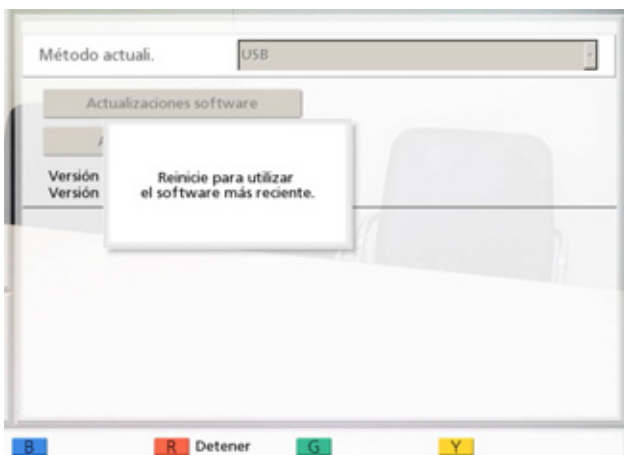 Método actuali. USB
Actualizaciones software
Versión
Versión
Reinicie para utilizar
el software más reciente.
B R Detener G Y